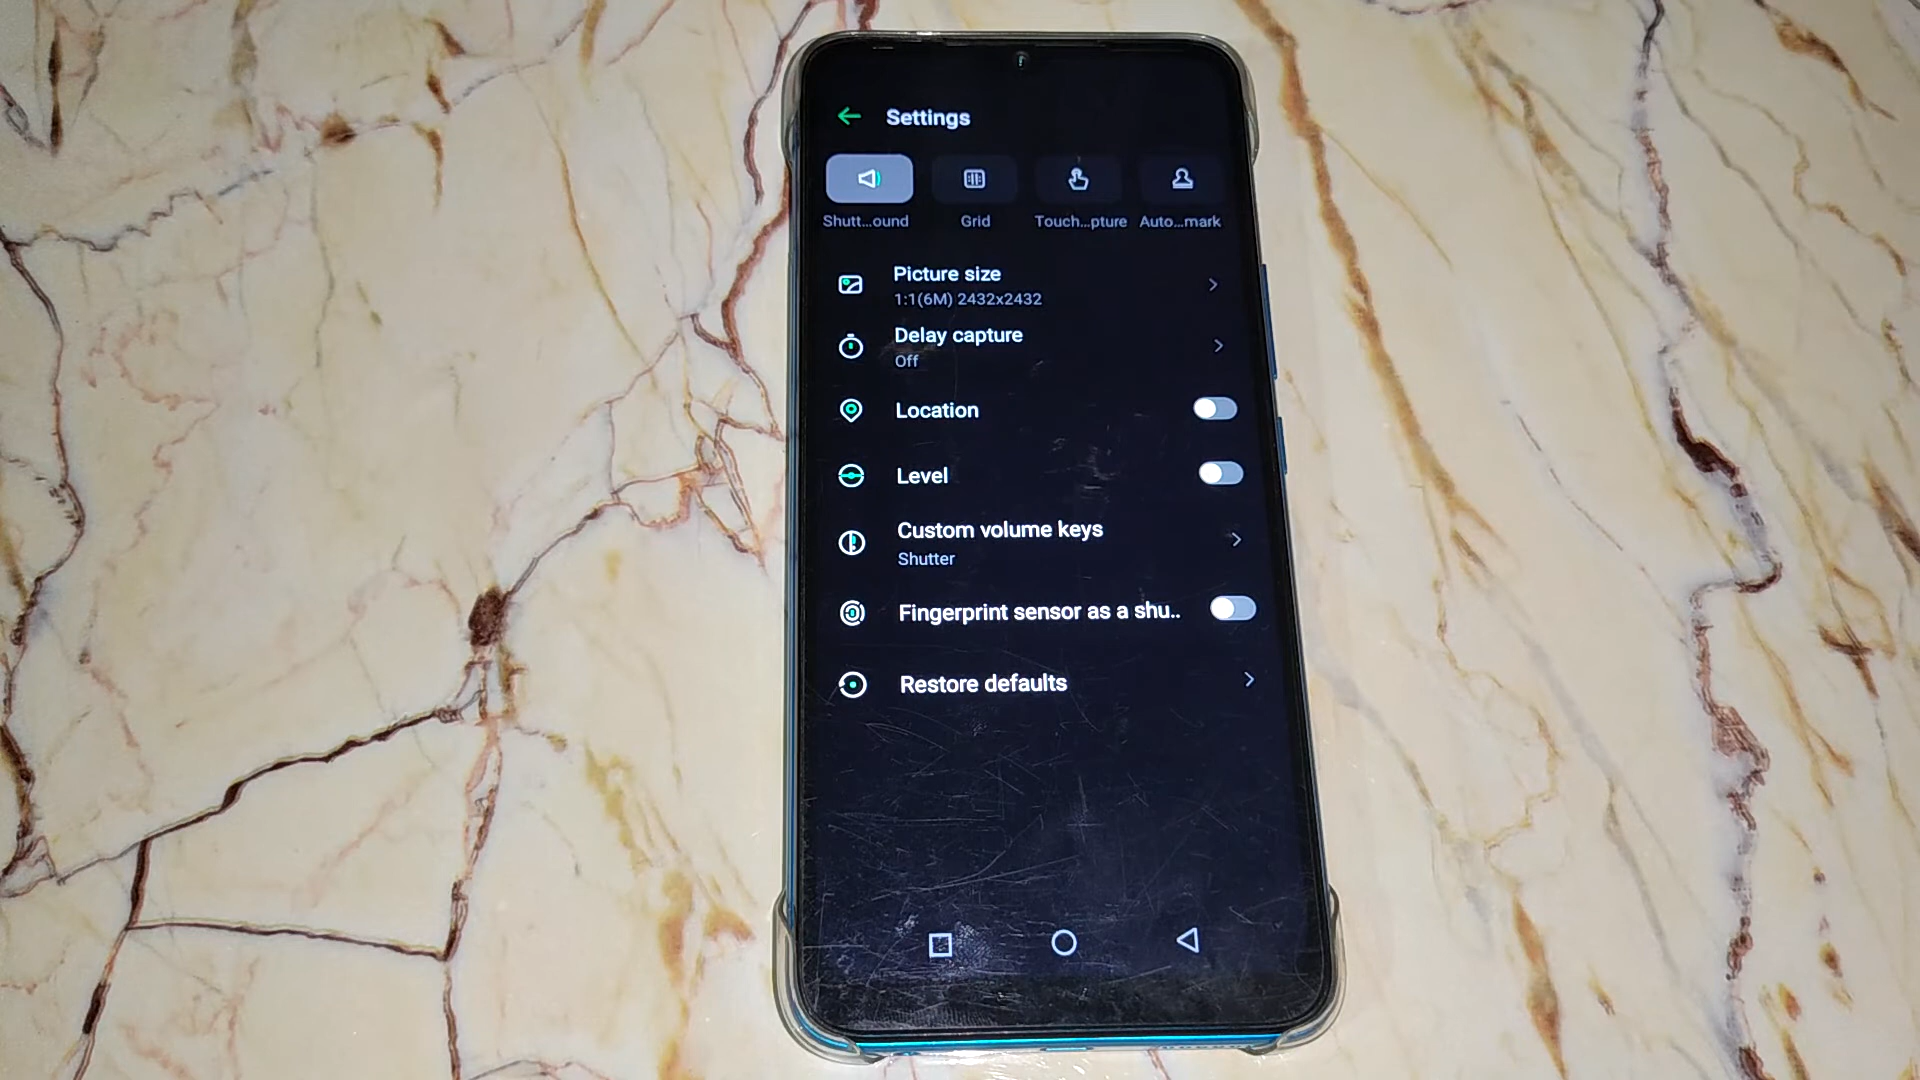 Settings
Shutt...ound
Grid
Touch...pture
Auto...mark
Picture size
1:1(6M) 2432x2432
Delay capture
Off
Location
Level
Custom volume keys
Shutter
Fingerprint sensor as a shu..
Restore defaults